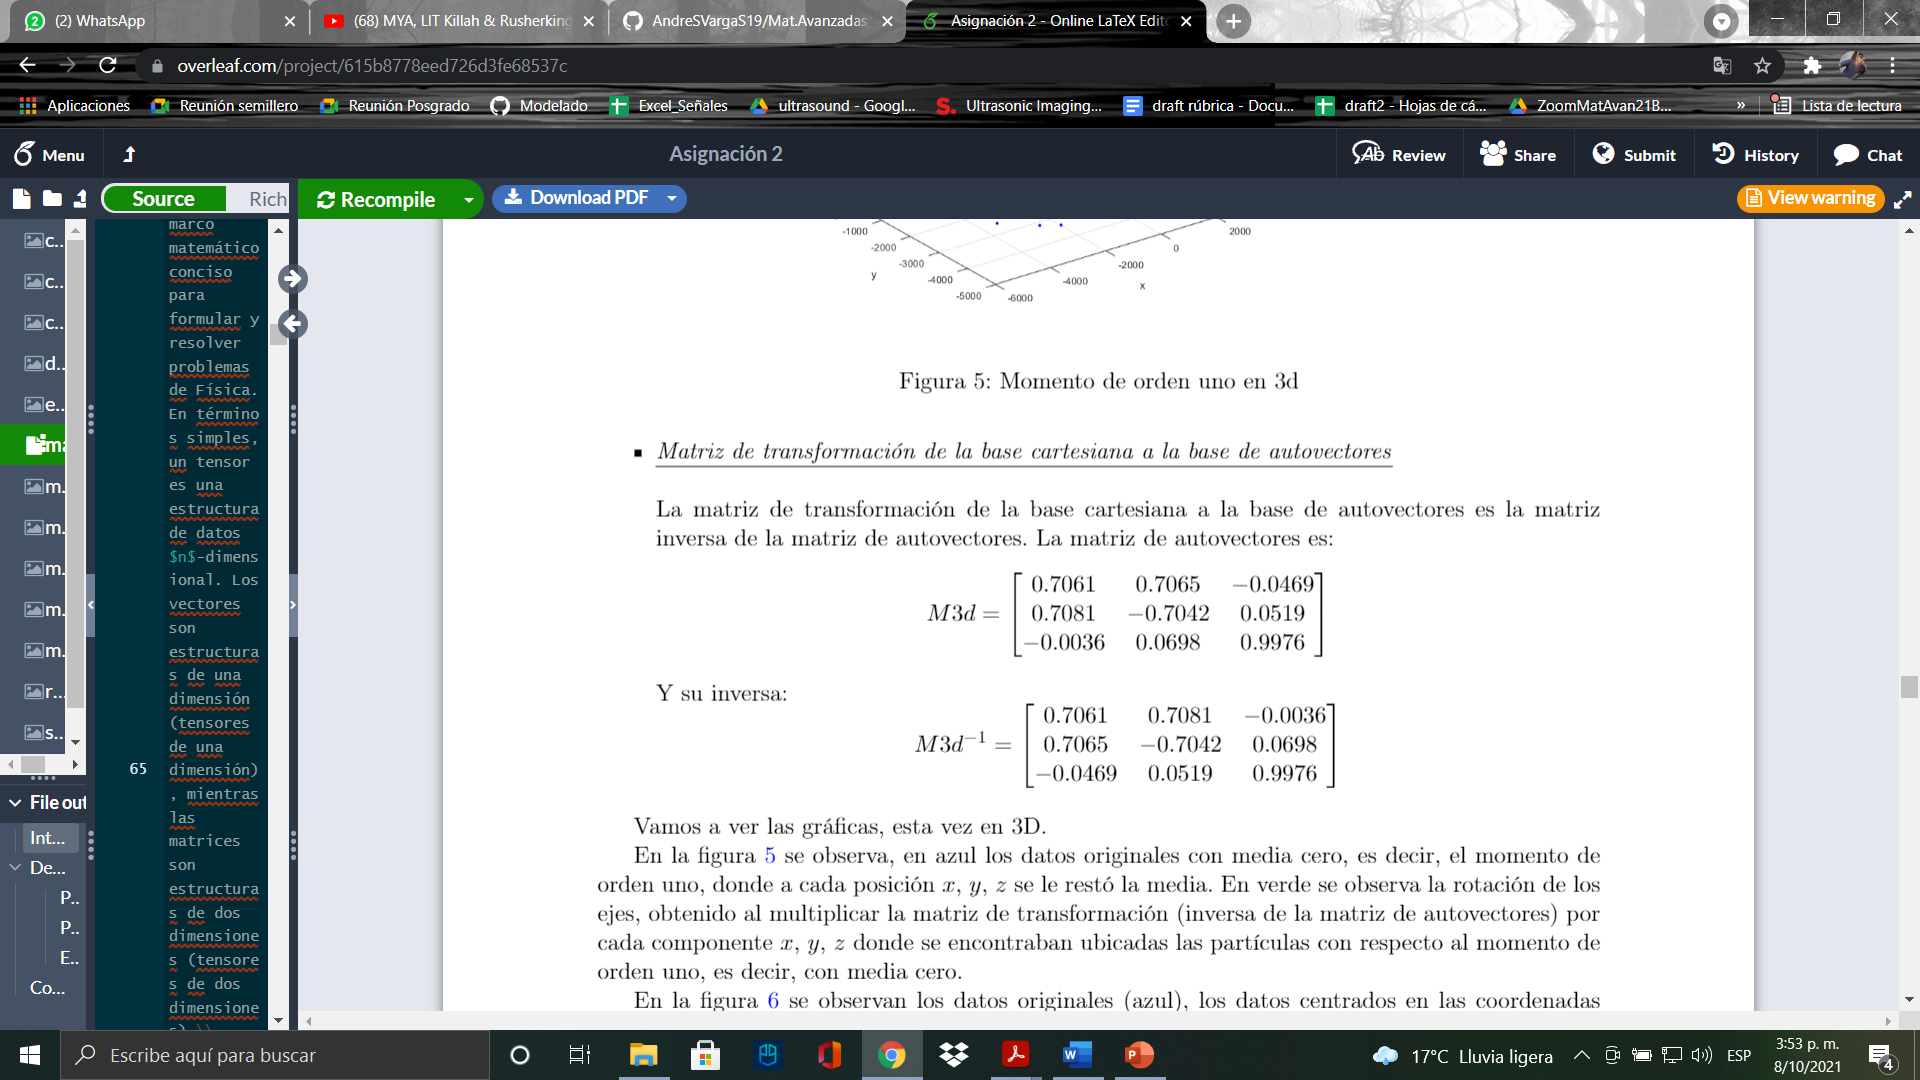 (2) WhatsApp
(68) MYA, LIT Killah & Rusherking
AndreSVargaS19/Mat.Avanzadas
Asignación 2 - Online LaTeX Edito
overleaf.com/project/615b8778eed726d3fe68537c
Aplicaciones
Reunión semillero
Reunión Posgrado
Modelado
Excel_Señales
ultrasound - Googl...
Ultrasonic Imaging...
draft rúbrica - Docu...
draft2 - Hojas de cá...
ZoomMatAvan21B...
»
Lista de lectura
Menu
Asignación 2
Review
Share
Submit
History
Chat
Source
Rich
Recompile
Download PDF
View warning
c..
c..
c..
d..
e..
ma
m.
m.
m.
m.
m.
r...
s..
File out
Int...
De...
P..
P..
E..
Co...
marco
matemático
conciso
para
formular y
resolver
problemas
de Física.
En término
s simples,
un tensor
es una
estructura
de datos
$n$-dimens
ional. Los
vectores
son
estructura
s de una
dimensión
(tensores
de una
65 dimensión)
, mientras
las
matrices
son
estructura
s de dos
dimensione
s (tensore
s de dos
dimensione
s).\\
-1000
-2000
-3000
-4000
-5000
y
-6000
-4000
-2000
0
2000
x
Figura 5: Momento de orden uno en 3d
▪ Matriz de transformación de la base cartesiana a la base de autovectores
La matriz de transformación de la base cartesiana a la base de autovectores es la matriz
inversa de la matriz de autovectores. La matriz de autovectores es:
0.7061 0.7065 −0.0469
M3d = 0.7081 −0.7042 0.0519
−0.0036 0.0698 0.9976
Y su inversa:
0.7061 0.7081 −0.0036
M3d⁻¹ = 0.7065 −0.7042 0.0698
−0.0469 0.0519 0.9976
Vamos a ver las gráficas, esta vez en 3D.
En la figura 5 se observa, en azul los datos originales con media cero, es decir, el momento de
orden uno, donde a cada posición x, y, z se le restó la media. En verde se observa la rotación de los
ejes, obtenido al multiplicar la matriz de transformación (inversa de la matriz de autovectores) por
cada componente x, y, z donde se encontraban ubicadas las partículas con respecto al momento de
orden uno, es decir, con media cero.
En la figura 6 se observan los datos originales (azul), los datos centrados en las coordenadas
Escribe aquí para buscar
17°C Lluvia ligera
ESP
3:53 p. m.
8/10/2021
4